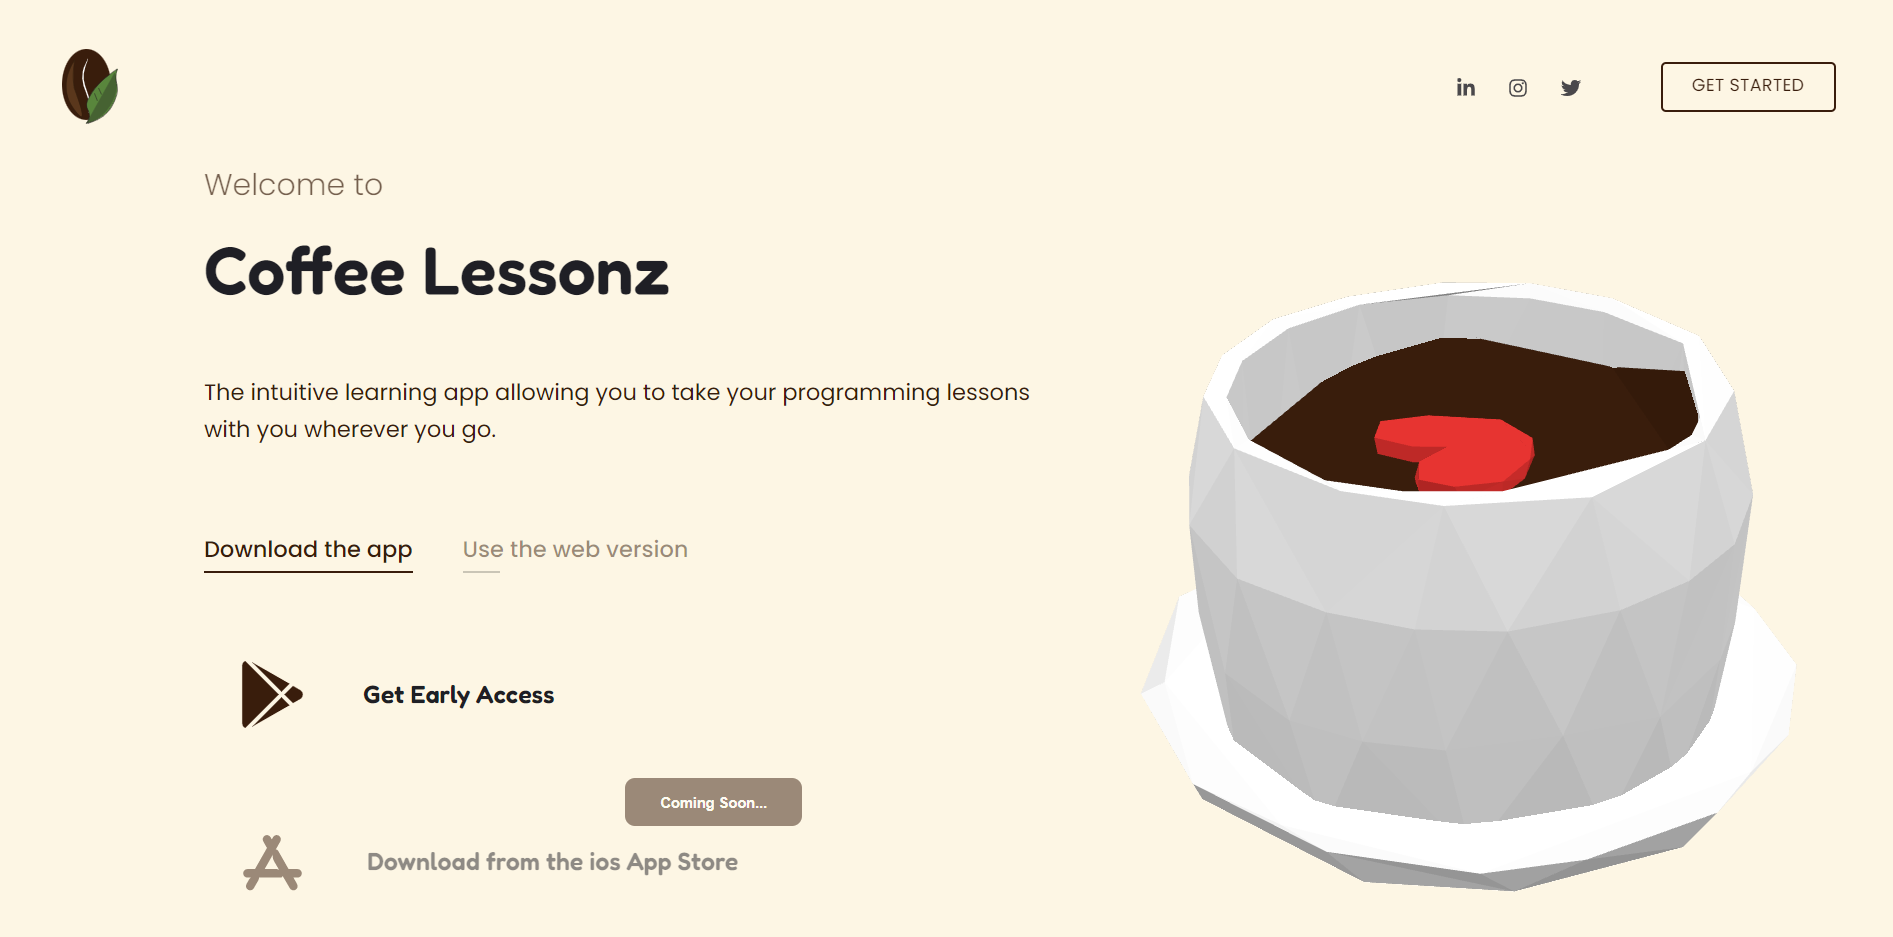 GET STARTED
Welcome to
Coffee Lessonz
The intuitive learning app allowing you to take your programming lessons
with you wherever you go.
Download the app
Use the web version
Get Early Access
Coming Soon...
Download from the ios App Store